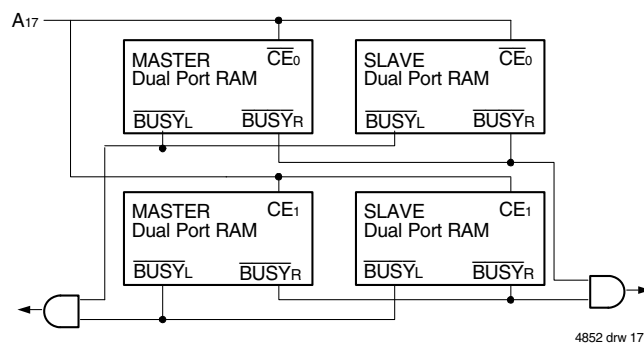 A17
MASTER CE0 SLAVE CE0
Dual Port RAM Dual Port RAM
BUSYL BUSYR BUSYL BUSYR
MASTER CE1 SLAVE CE1
Dual Port RAM Dual Port RAM
BUSYL BUSYR BUSYL BUSYR
4852 drw 17